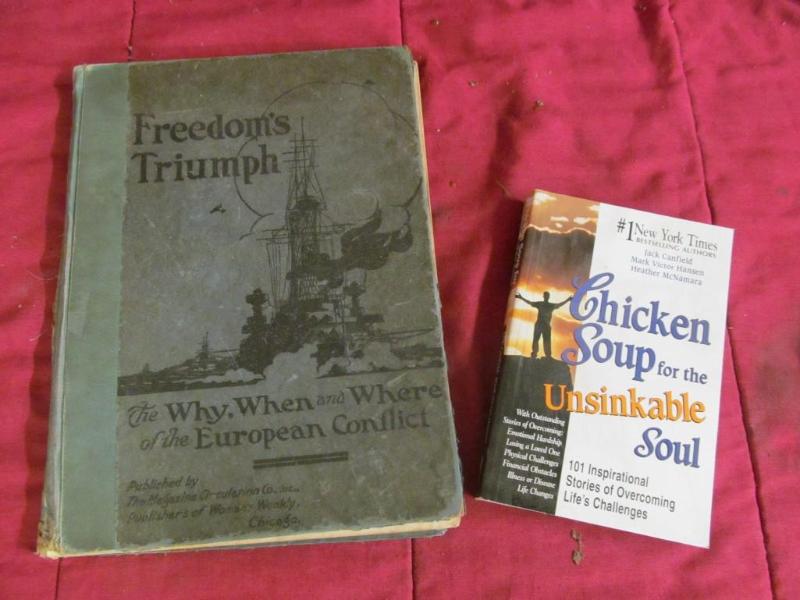 Freedom's
Triumph
The Why, When and Where
of the European Conflict
Published by
The Magazine Circulation Co., Inc.,
Publishers of Wonder Weekly,
Chicago.
#1 New York Times
BESTSELLING AUTHORS
Jack Canfield
Mark Victor Hansen
Heather McNamara
Chicken
Soup for the
Unsinkable
Soul
With Outstanding
Stories of Overcoming:
Emotional Hardship
Losing a Loved One
Physical Challenges
Financial Obstacles
Illness or Disease
Life Changes
101 Inspirational
Stories of Overcoming
Life's Challenges